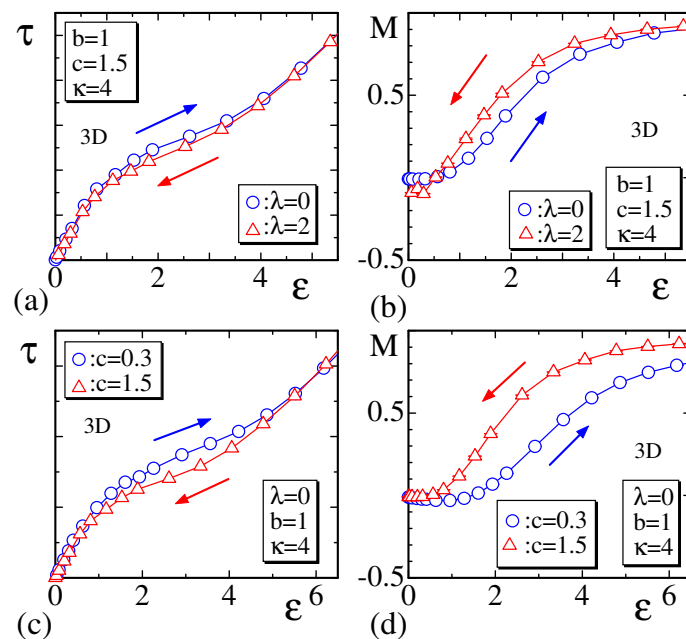 τ
b=1
c=1.5
κ=4
3D
:λ=0
:λ=2
0 2 4 ε
(a)
M
0.5
-0.5
3D
:λ=0
:λ=2
b=1
c=1.5
κ=4
0 2 4 ε
(b)
τ
:c=0.3
:c=1.5
3D
λ=0
b=1
κ=4
0 2 4 6
(c) ε
M
0.5
-0.5
3D
:c=0.3
:c=1.5
λ=0
b=1
κ=4
0 2 4 6
(d) ε